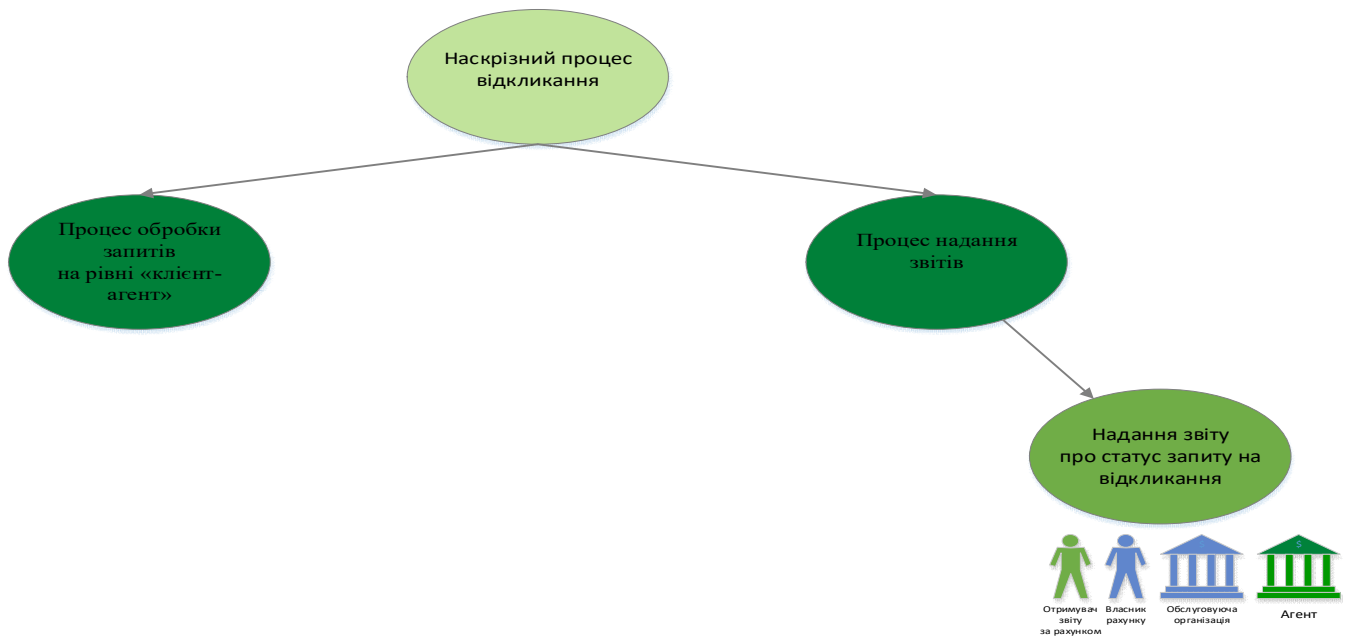 Наскрізний процес
відкликання
Процес обробки
запитів
на рівні «клієнт-
агент»
Процес надання
звітів
Надання звіту
про статус запиту на
відкликання
$
Отримувач
звіту
за рахунком
Власник
рахунку
Обслуговуюча
організація
Агент